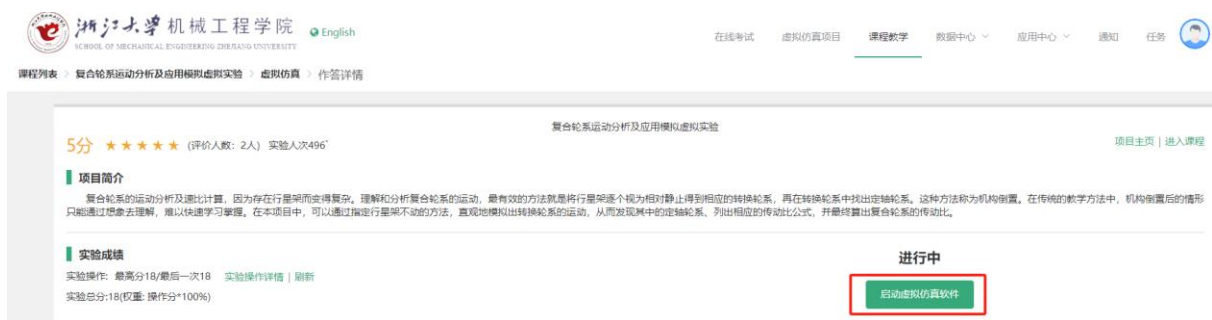 浙江大学机械工程学院 English
SCHOOL OF MECHANICAL ENGINEERING ZHEJIANG UNIVERSITY
在线考试 虚拟仿真项目 课程教学 数据中心 应用中心 通知 任务
课程列表 > 复合轮系运动分析及应用模拟虚拟实验 > 虚拟仿真 > 作答详情
复合轮系运动分析及应用模拟虚拟实验
5分 ★ ★ ★ ★ ★ (评价人数: 2人) 实验人次496
项目主页 | 进入课程
项目简介
复合轮系的运动分析及速比计算，因为存在行星架而变得复杂。理解和分析复合轮系的运动，最有效的方法就是将行星架逐个视为相对静止得到相应的转换轮系，再在转换轮系中找出定轴轮系。这种方法称为机构倒置。在传统的教学方法中，机构倒置后的情形
只能通过想象去理解，难以快速学习掌握。在本项目中，可以通过指定行星架不动的方法，直观地模拟出转换轮系的运动，从而发现其中的定轴轮系、列出相应的传动比公式，并最终算出复合轮系的传动比。
实验成绩
进行中
实验操作: 最高分18/最后一次18 实验操作详情 | 刷新
启动虚拟仿真软件
实验总分:18(权重: 操作分*100%)